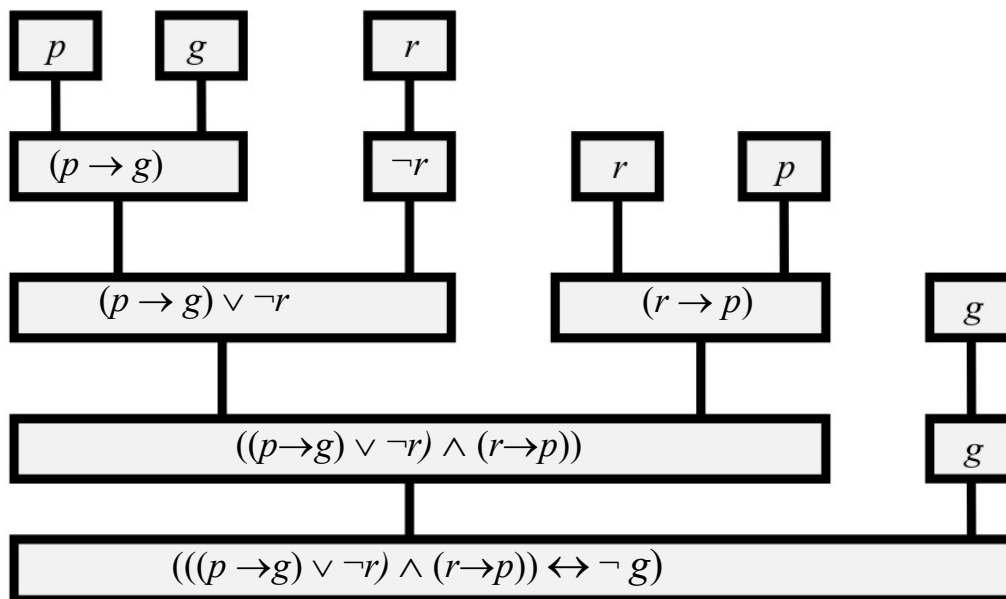 p g r
(p → g) ¬r r p
(p → g) ∨ ¬r (r → p) g
((p→g) ∨ ¬r) ∧ (r→p)) g
(((p →g) ∨ ¬r) ∧ (r→p)) ↔ ¬ g)